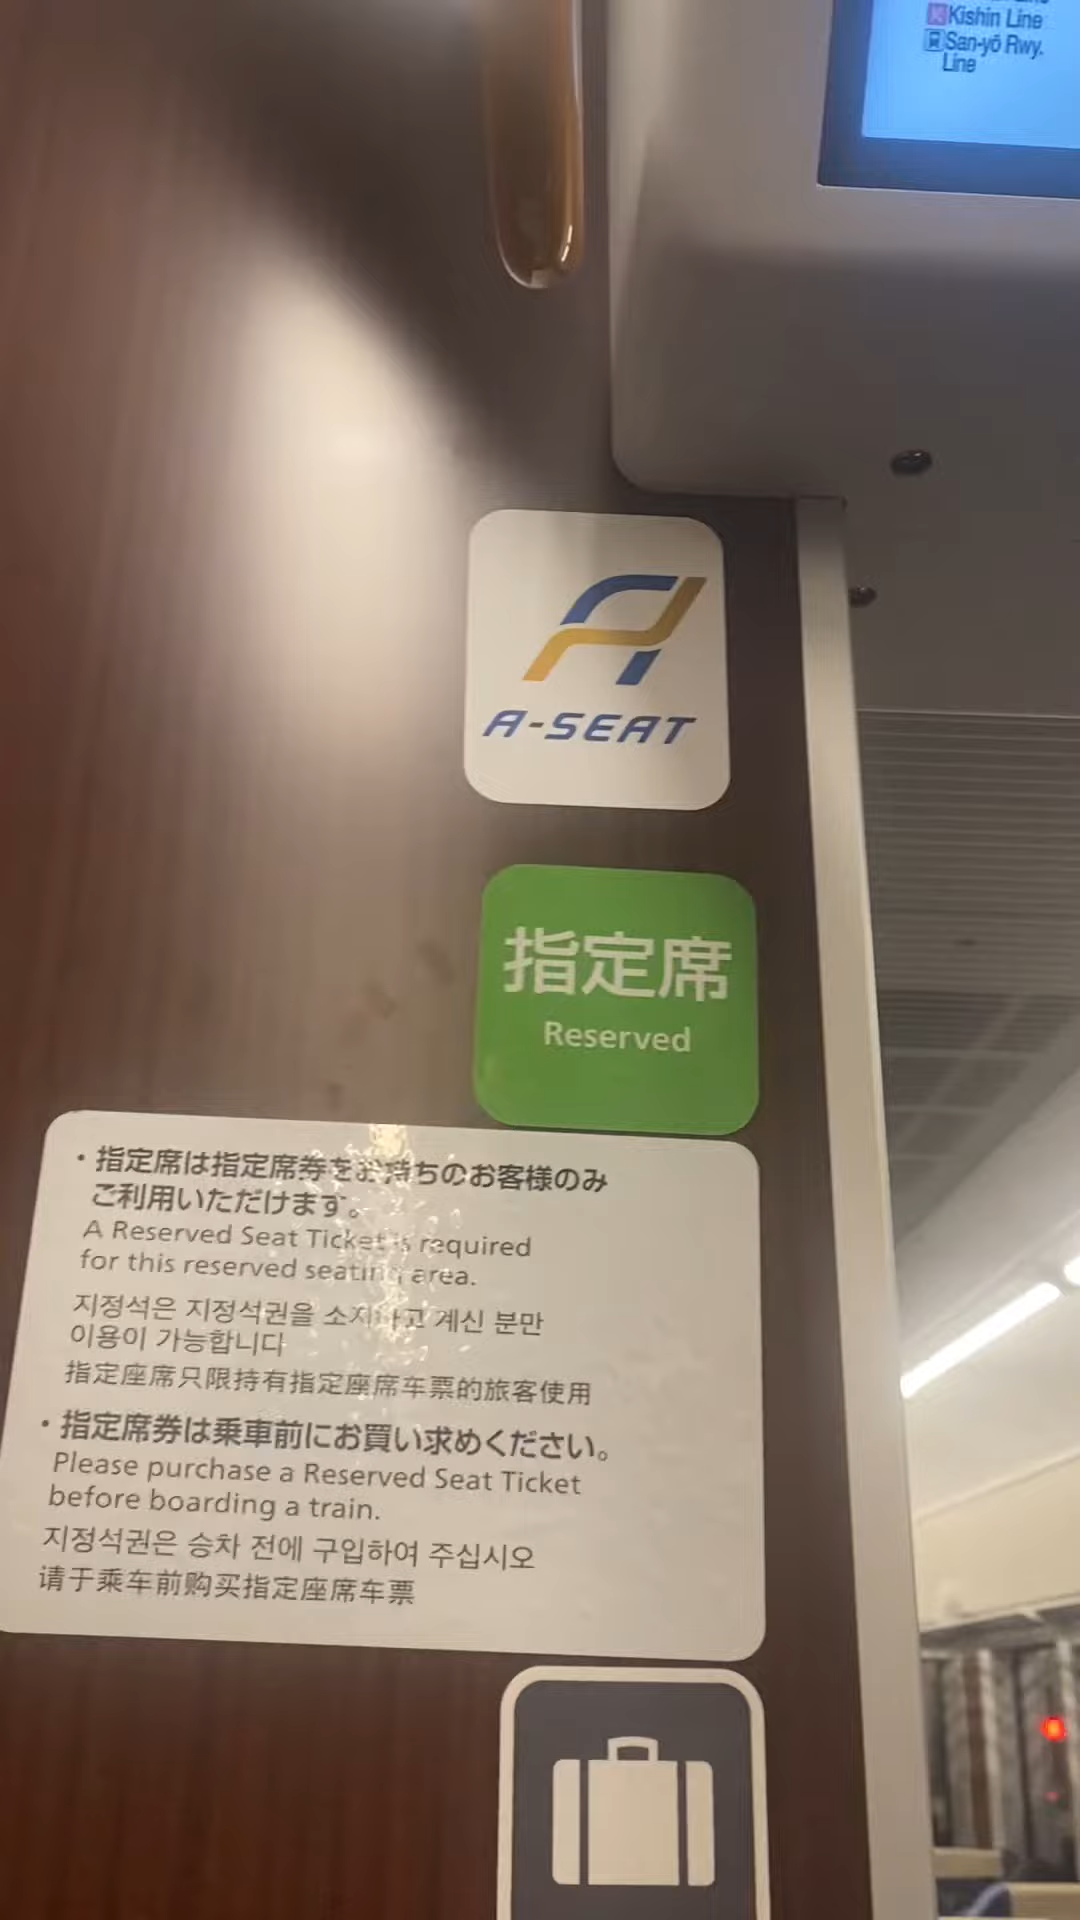 Kishin Line
San-yō Rwy.
Line
A-SEAT
指定席
Reserved
・指定席は指定席券をお持ちのお客様のみ
ご利用いただけます。
A Reserved Seat Ticket is required
for this reserved seating area.
지정석은 지정석권을 소지하고 계신 분만
이용이 가능합니다
指定座席只限持有指定座席车票的旅客使用
・指定席券は乗車前にお買い求めください。
Please purchase a Reserved Seat Ticket
before boarding a train.
지정석권은 승차 전에 구입하여 주십시오
请于乘车前购买指定座席车票